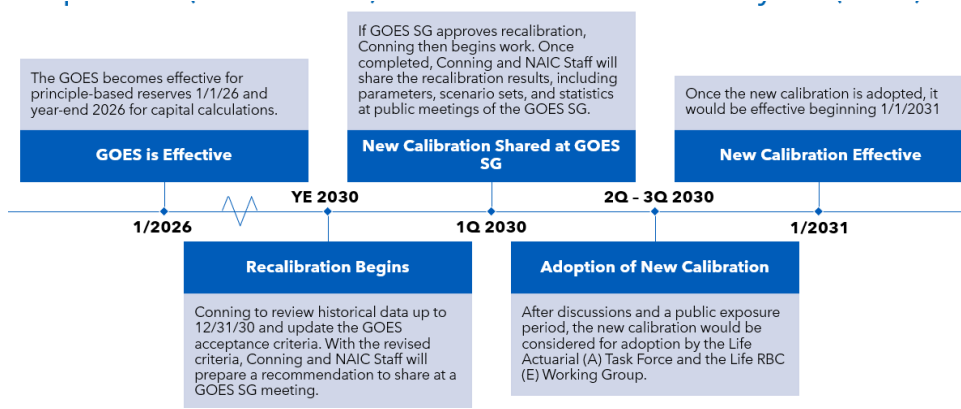 The GOES becomes effective for
principle-based reserves 1/1/26 and
year-end 2026 for capital calculations.
GOES is Effective
1/2026
YE 2030
Recalibration Begins
Conning to review historical data up to
12/31/30 and update the GOES
acceptance criteria. With the revised
criteria, Conning and NAIC Staff will
prepare a recommendation to share at a
GOES SG meeting.
If GOES SG approves recalibration,
Conning then begins work. Once
completed, Conning and NAIC Staff will
share the recalibration results, including
parameters, scenario sets, and statistics
at public meetings of the GOES SG.
New Calibration Shared at GOES
SG
1Q 2030
2Q – 3Q 2030
Adoption of New Calibration
After discussions and a public exposure
period, the new calibration would be
considered for adoption by the Life
Actuarial (A) Task Force and the Life RBC
(E) Working Group.
Once the new calibration is adopted, it
would be effective beginning 1/1/2031
New Calibration Effective
1/2031